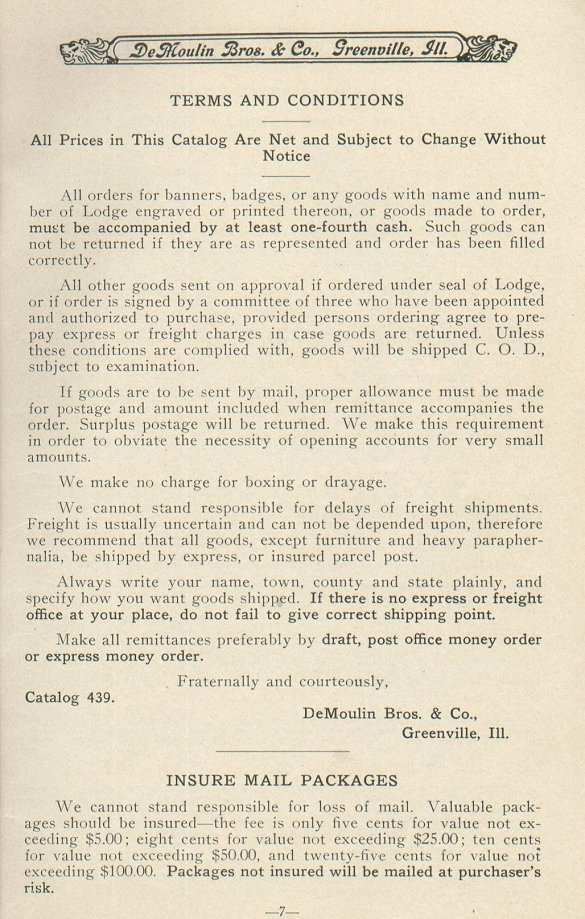 DeMoulin Bros. & Co., Greenville, Ill.
TERMS AND CONDITIONS
All Prices in This Catalog Are Net and Subject to Change Without
Notice
All orders for banners, badges, or any goods with name and num-
ber of Lodge engraved or printed thereon, or goods made to order,
must be accompanied by at least one-fourth cash. Such goods can
not be returned if they are as represented and order has been filled
correctly.
All other goods sent on approval if ordered under seal of Lodge,
or if order is signed by a committee of three who have been appointed
and authorized to purchase, provided persons ordering agree to pre-
pay express or freight charges in case goods are returned. Unless
these conditions are complied with, goods will be shipped C. O. D.,
subject to examination.
If goods are to be sent by mail, proper allowance must be made
for postage and amount included when remittance accompanies the
order. Surplus postage will be returned. We make this requirement
in order to obviate the necessity of opening accounts for very small
amounts.
We make no charge for boxing or drayage.
We cannot stand responsible for delays of freight shipments.
Freight is usually uncertain and can not be depended upon, therefore
we recommend that all goods, except furniture and heavy parapher-
nalia, be shipped by express, or insured parcel post.
Always write your name, town, county and state plainly, and
specify how you want goods shipped. If there is no express or freight
office at your place, do not fail to give correct shipping point.
Make all remittances preferably by draft, post office money order
or express money order.
Fraternally and courteously,
Catalog 439.
DeMoulin Bros. & Co.,
Greenville, Ill.
INSURE MAIL PACKAGES
We cannot stand responsible for loss of mail. Valuable pack-
ages should be insured—the fee is only five cents for value not ex-
ceeding $5.00; eight cents for value not exceeding $25.00; ten cents
for value not exceeding $50.00, and twenty-five cents for value not
exceeding $100.00. Packages not insured will be mailed at purchaser's
risk.
—7—